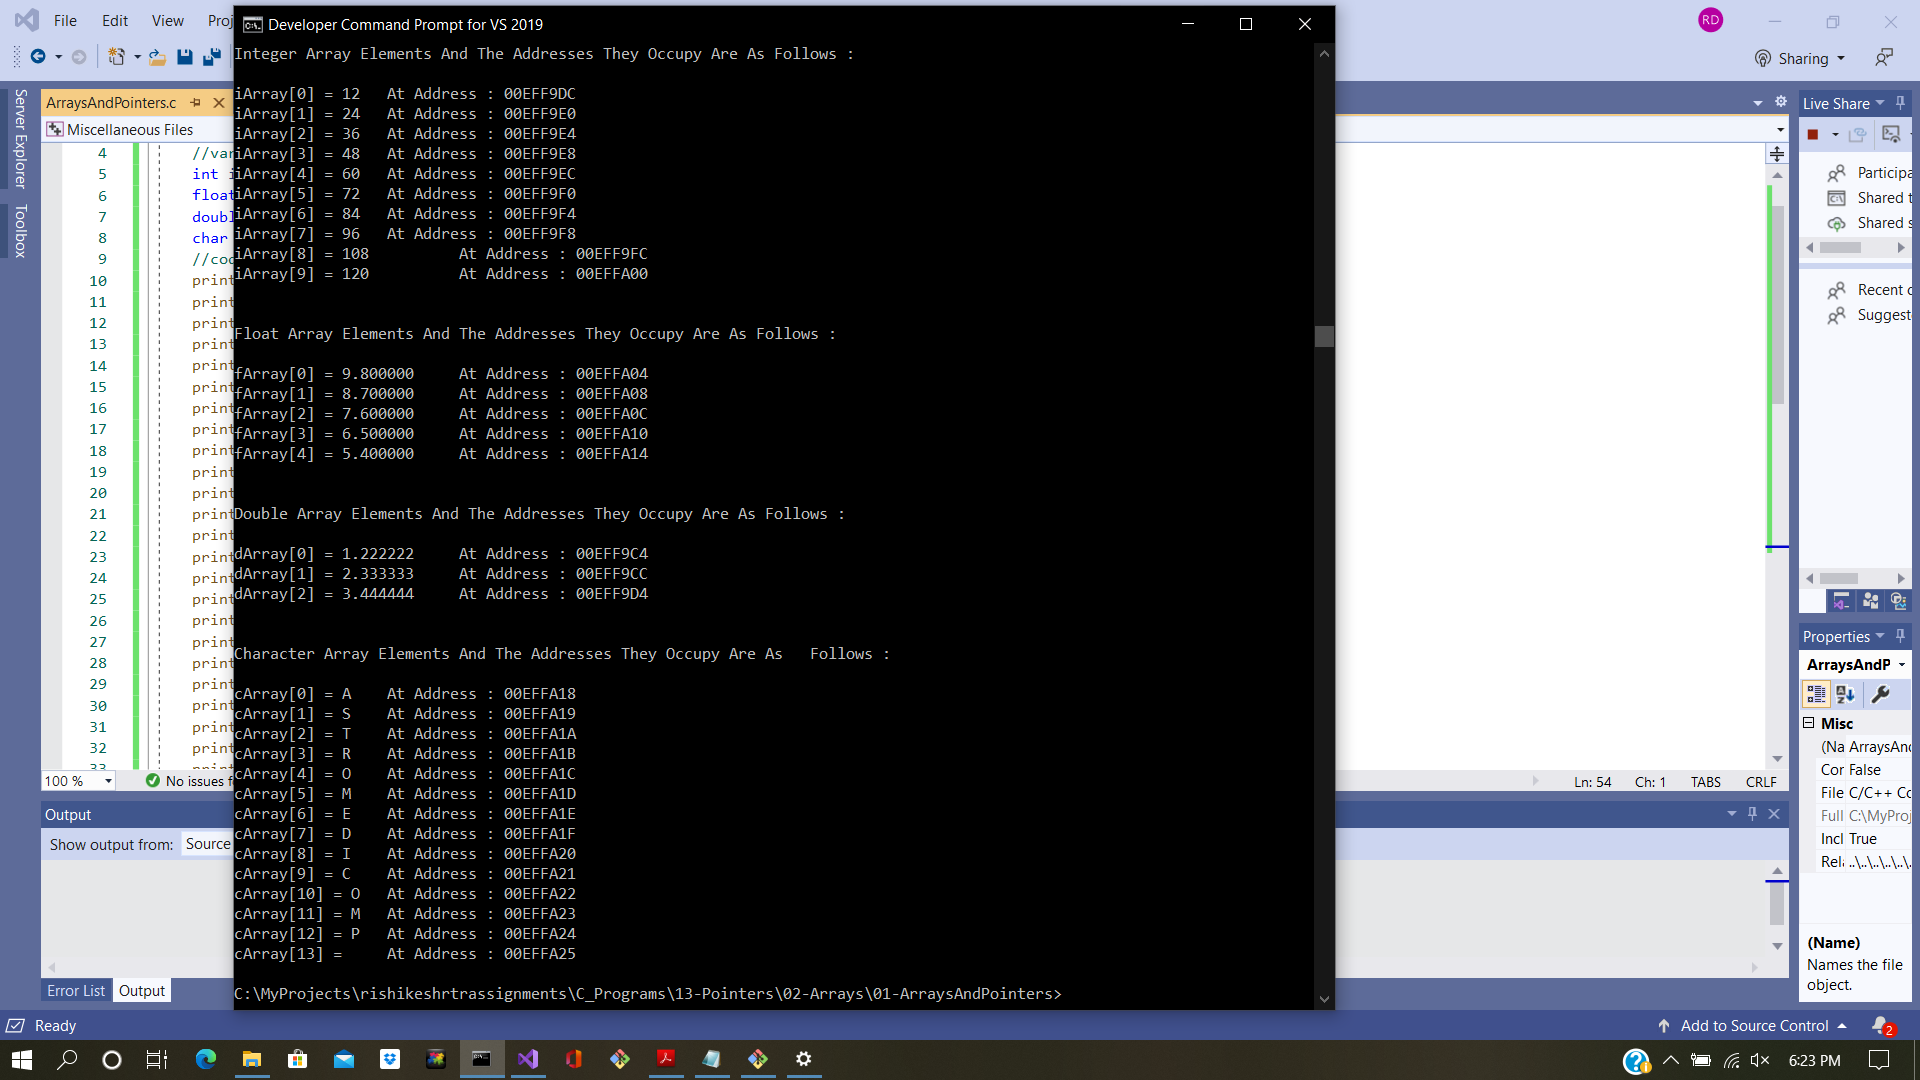 File Edit View Proj
Developer Command Prompt for VS 2019
RD
Sharing
Server Explorer
Toolbox
ArraysAndPointers.c
Miscellaneous Files
4 //var
5 int i
6 float
7 doubl
8 char
9 //cod
10 print
11 print
12 print
13 print
14 print
15 print
16 print
17 print
18 print
19 print
20 print
21 print
22 print
23 print
24 print
25 print
26 print
27 print
28 print
29 print
30 print
31 print
32 print
100 %
No issues f
Output
Show output from: Source
Error List Output
Integer Array Elements And The Addresses They Occupy Are As Follows :
iArray[0] = 12 At Address : 00EFF9DC
iArray[1] = 24 At Address : 00EFF9E0
iArray[2] = 36 At Address : 00EFF9E4
iArray[3] = 48 At Address : 00EFF9E8
iArray[4] = 60 At Address : 00EFF9EC
iArray[5] = 72 At Address : 00EFF9F0
iArray[6] = 84 At Address : 00EFF9F4
iArray[7] = 96 At Address : 00EFF9F8
iArray[8] = 108 At Address : 00EFF9FC
iArray[9] = 120 At Address : 00EFFA00
Float Array Elements And The Addresses They Occupy Are As Follows :
fArray[0] = 9.800000 At Address : 00EFFA04
fArray[1] = 8.700000 At Address : 00EFFA08
fArray[2] = 7.600000 At Address : 00EFFA0C
fArray[3] = 6.500000 At Address : 00EFFA10
fArray[4] = 5.400000 At Address : 00EFFA14
Double Array Elements And The Addresses They Occupy Are As Follows :
dArray[0] = 1.222222 At Address : 00EFF9C4
dArray[1] = 2.333333 At Address : 00EFF9CC
dArray[2] = 3.444444 At Address : 00EFF9D4
Character Array Elements And The Addresses They Occupy Are As Follows :
cArray[0] = A At Address : 00EFFA18
cArray[1] = S At Address : 00EFFA19
cArray[2] = T At Address : 00EFFA1A
cArray[3] = R At Address : 00EFFA1B
cArray[4] = O At Address : 00EFFA1C
cArray[5] = M At Address : 00EFFA1D
cArray[6] = E At Address : 00EFFA1E
cArray[7] = D At Address : 00EFFA1F
cArray[8] = I At Address : 00EFFA20
cArray[9] = C At Address : 00EFFA21
cArray[10] = O At Address : 00EFFA22
cArray[11] = M At Address : 00EFFA23
cArray[12] = P At Address : 00EFFA24
cArray[13] = At Address : 00EFFA25
C:\MyProjects\rishikeshrtrassignments\C_Programs\13-Pointers\02-Arrays\01-ArraysAndPointers>
Ln: 54 Ch: 1 TABS CRLF
Live Share
Participa
Shared t
Shared s
Recent c
Suggest
Properties
ArraysAndP
Misc
(Na ArraysAnd
Cor False
File C/C++ Co
Full C:\MyProj
Incl True
Rela ..\..\..\..\..\
(Name)
Names the file object.
Ready
Add to Source Control
2
6:23 PM